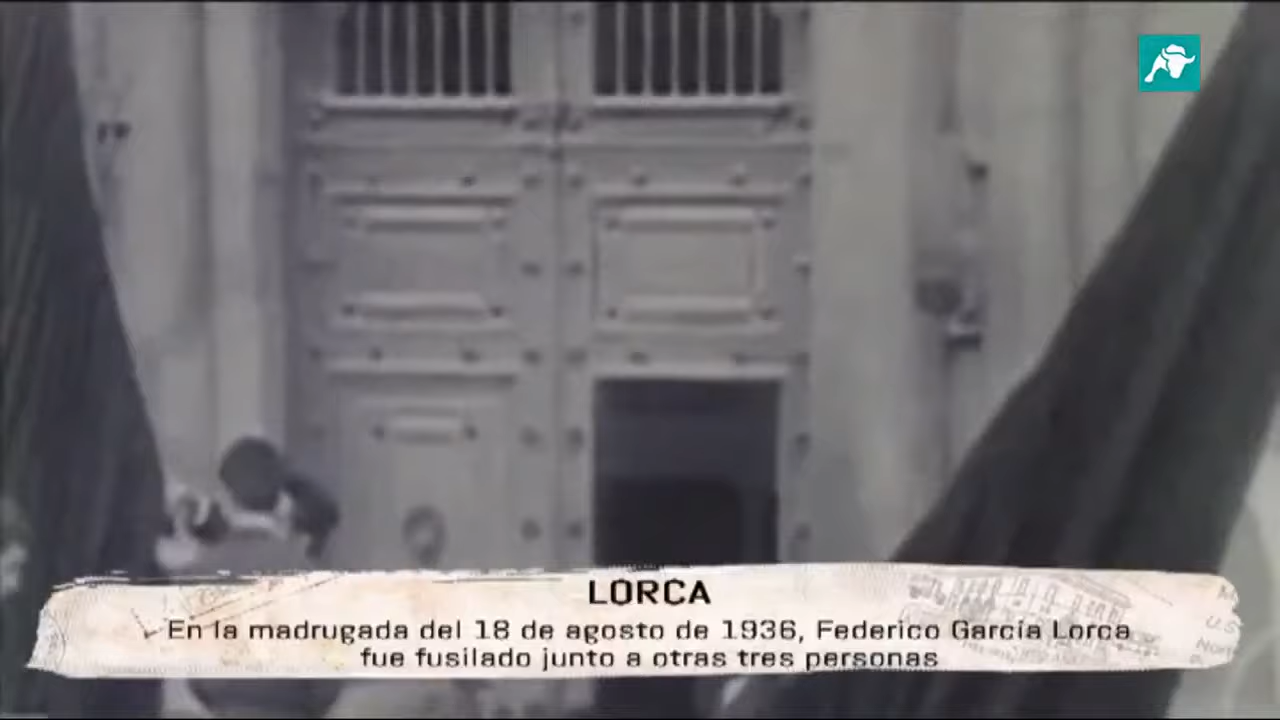 LORCA
En la madrugada del 18 de agosto de 1936, Federico García Lorca
fue fusilado junto a otras tres personas